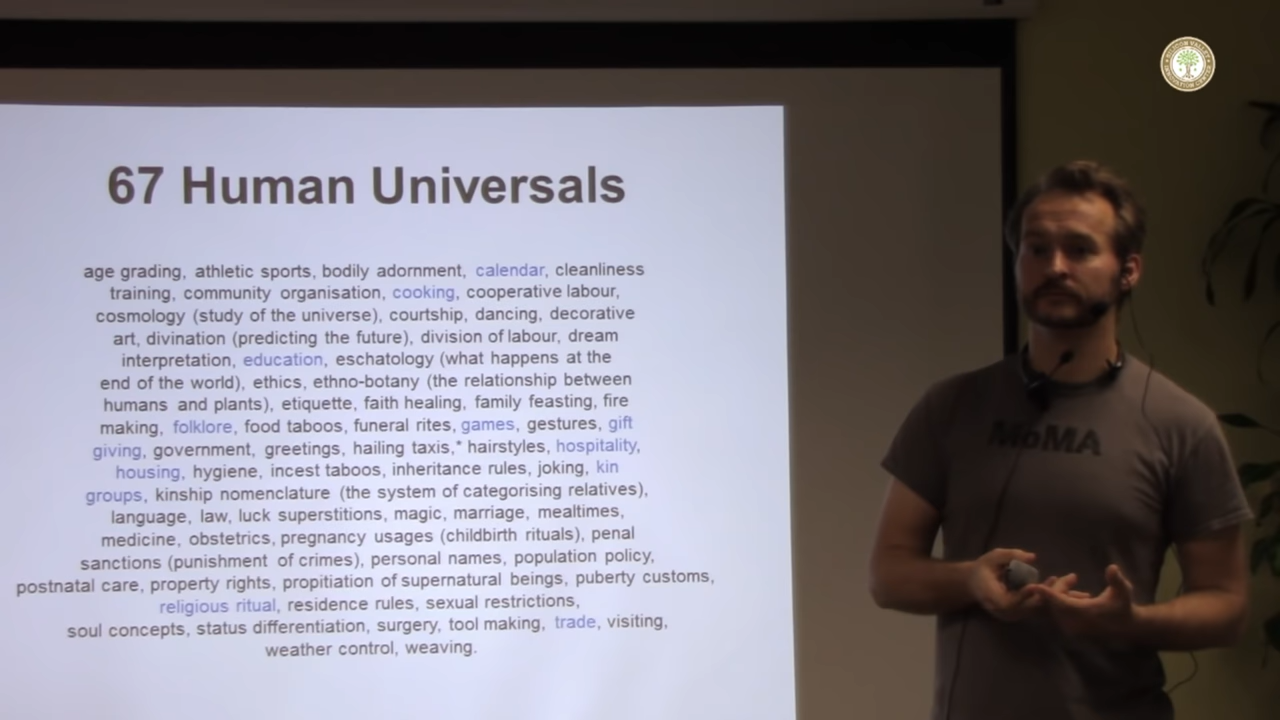 67 Human Universals
age grading, athletic sports, bodily adornment, calendar, cleanliness
training, community organisation, cooking, cooperative labour,
cosmology (study of the universe), courtship, dancing, decorative
art, divination (predicting the future), division of labour, dream
interpretation, education, eschatology (what happens at the
end of the world), ethics, ethno-botany (the relationship between
humans and plants), etiquette, faith healing, family feasting, fire
making, folklore, food taboos, funeral rites, games, gestures, gift
giving, government, greetings, hailing taxis,* hairstyles, hospitality,
housing, hygiene, incest taboos, inheritance rules, joking, kin
groups, kinship nomenclature (the system of categorising relatives),
language, law, luck superstitions, magic, marriage, mealtimes,
medicine, obstetrics, pregnancy usages (childbirth rituals), penal
sanctions (punishment of crimes), personal names, population policy,
postnatal care, property rights, propitiation of supernatural beings, puberty customs,
religious ritual, residence rules, sexual restrictions,
soul concepts, status differentiation, surgery, tool making, trade, visiting,
weather control, weaving.
MoMA
SILICON VALLEY
INNOVATION CENTER